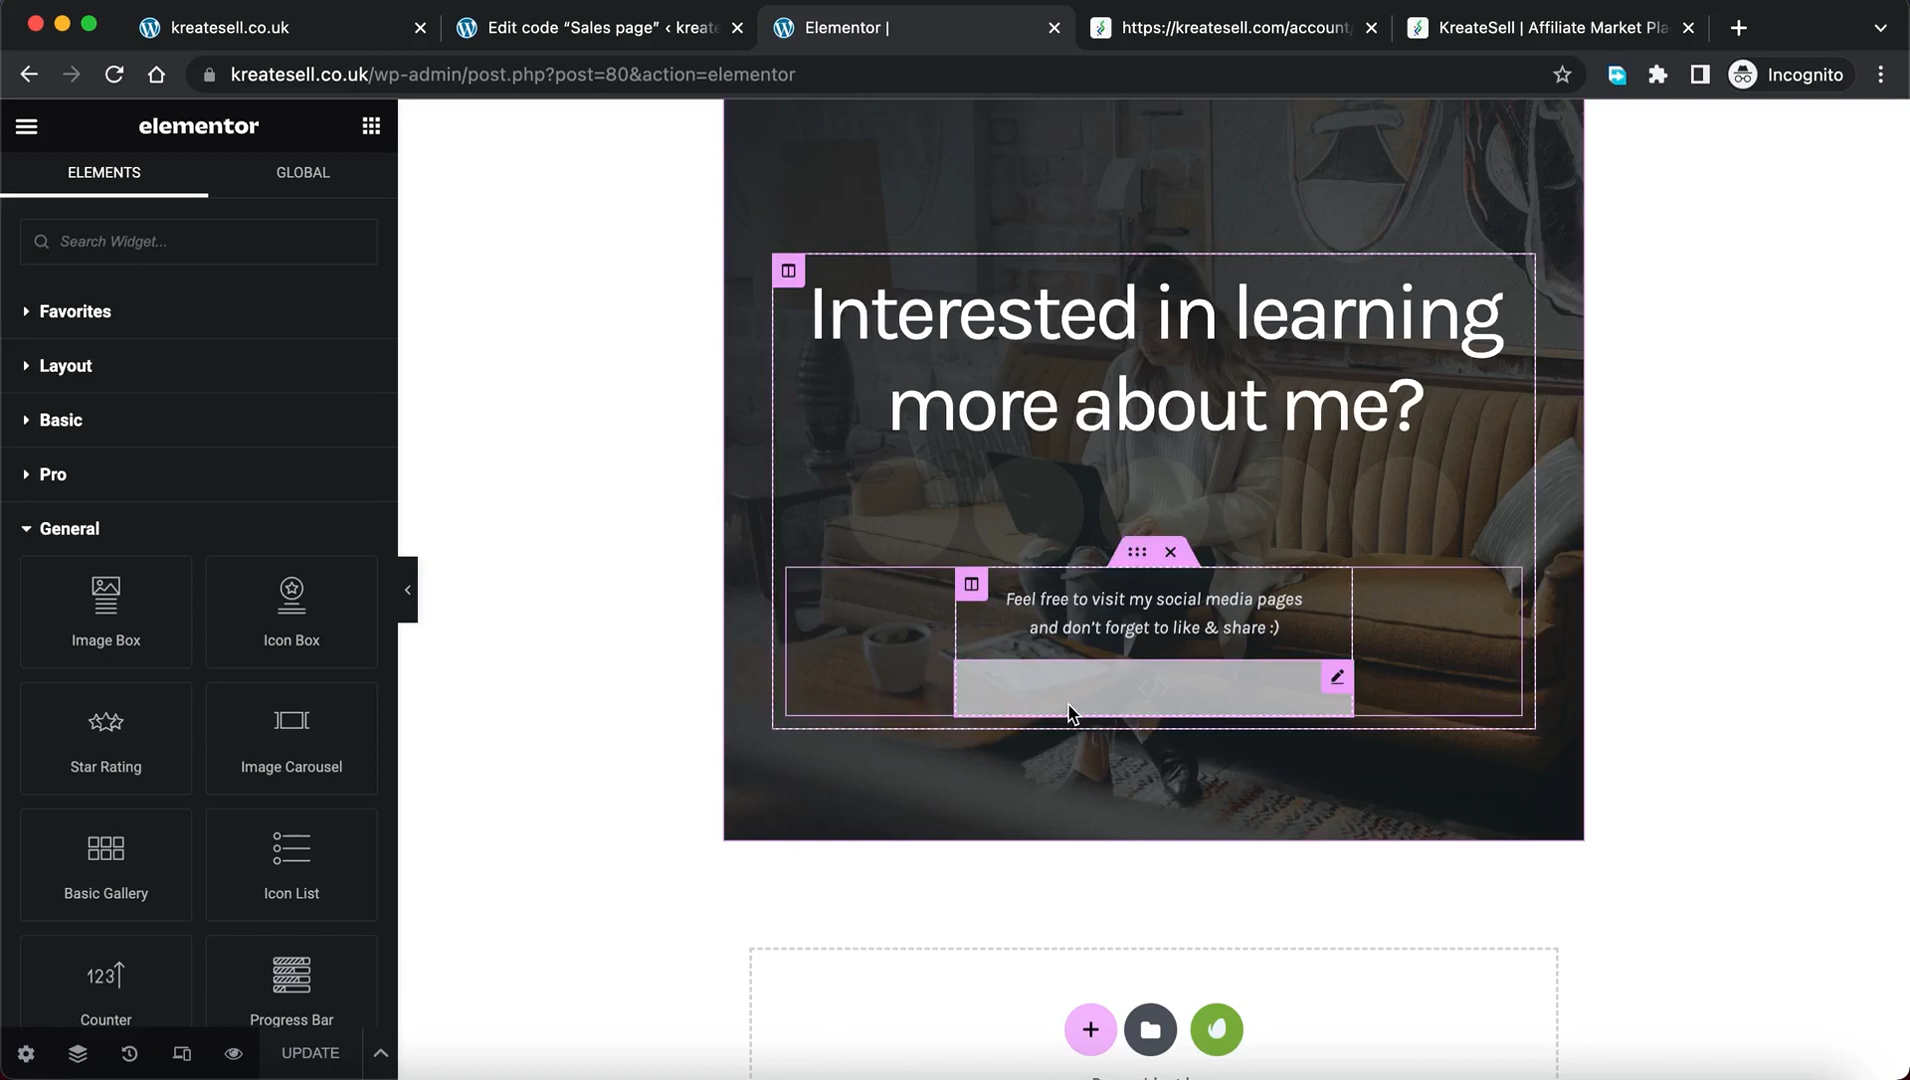 kreatesell.co.uk
Edit code “Sales page” ‹ kreate
Elementor |
https://kreatesell.com/account/
KreateSell | Affiliate Market Pla
kreatesell.co.uk/wp-admin/post.php?post=80&action=elementor
Incognito
elementor
ELEMENTS
GLOBAL
Search Widget...
Favorites
Layout
Basic
Pro
General
Image Box
Icon Box
Star Rating
Image Carousel
Basic Gallery
Icon List
123
Counter
Progress Bar
UPDATE
Interested in learning
more about me?
Feel free to visit my social media pages
and don’t forget to like & share :)